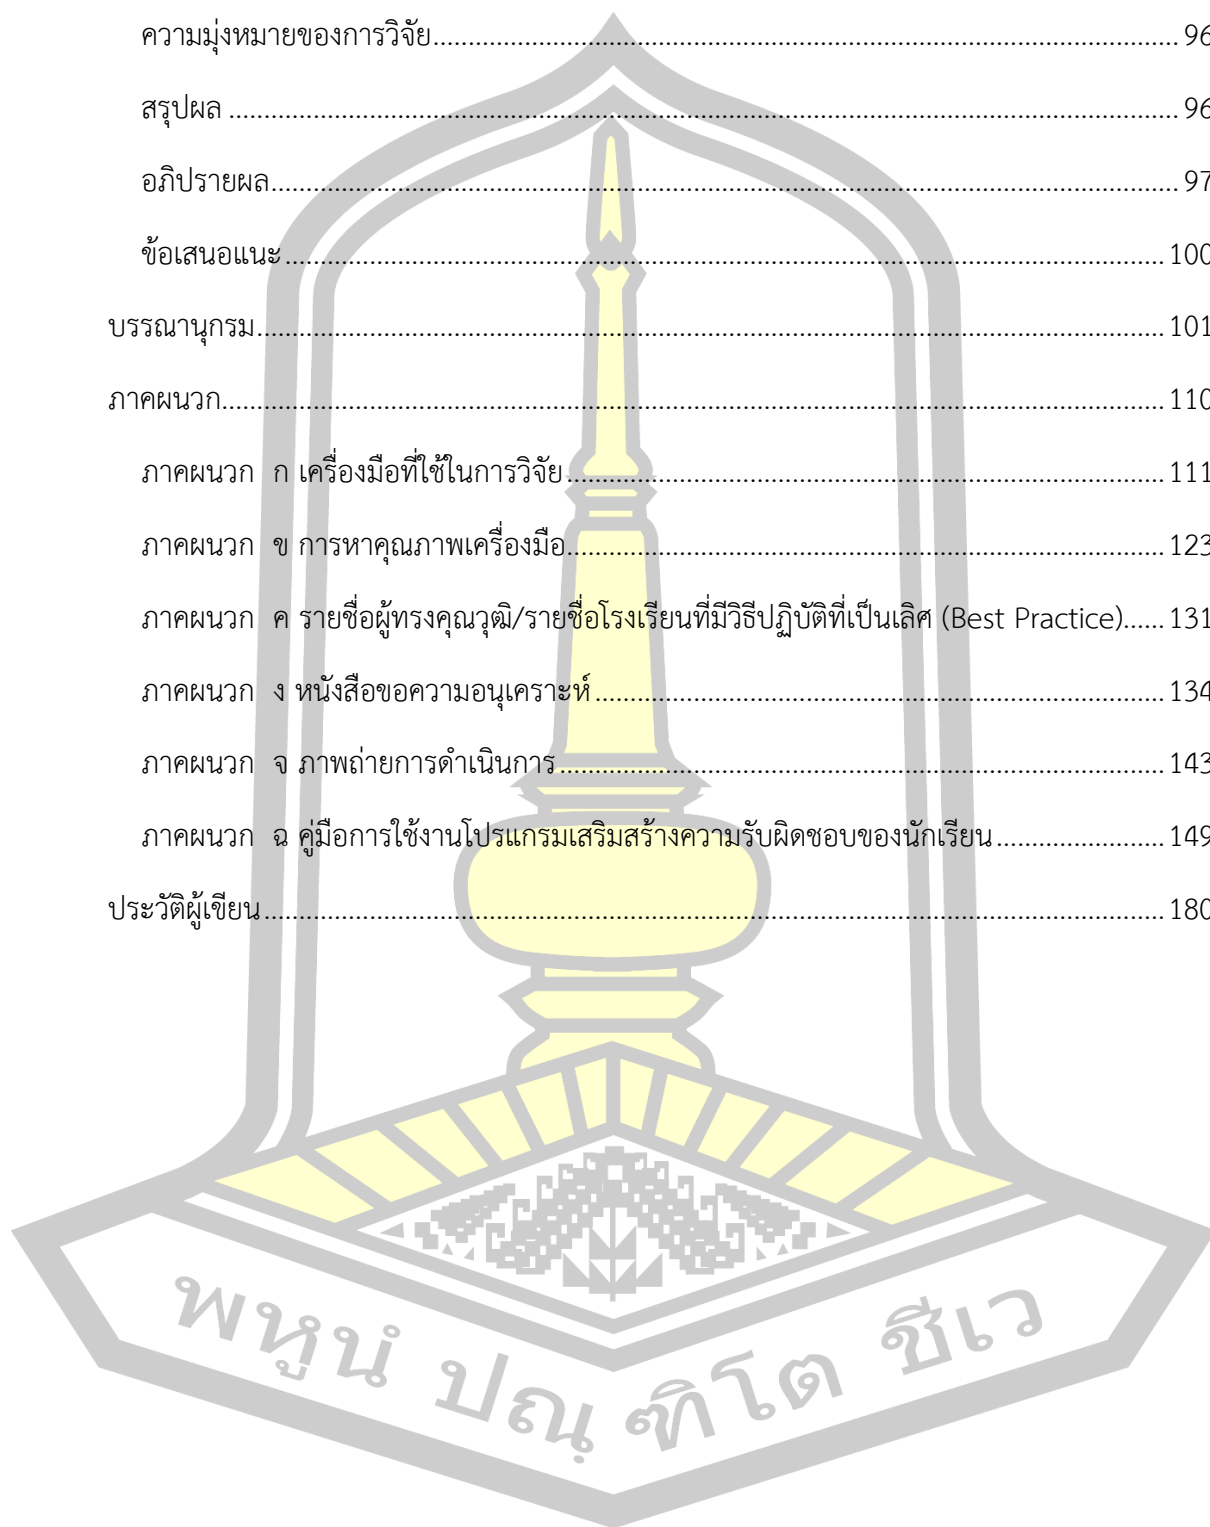 ความมุ่งหมายของการวิจัย........................................................................................................ 96
สรุปผล ..................................................................................................................................... 96
อภิปรายผล............................................................................................................................... 97
ข้อเสนอแนะ........................................................................................................................... 100
บรรณานุกรม............................................................................................................................... 101
ภาคผนวก.................................................................................................................................... 110
ภาคผนวก ก เครื่องมือที่ใช้ในการวิจัย.................................................................................... 111
ภาคผนวก ข การหาคุณภาพเครื่องมือ................................................................................... 123
ภาคผนวก ค รายชื่อผู้ทรงคุณวุฒิ/รายชื่อโรงเรียนที่มีวิธีปฏิบัติที่เป็นเลิศ (Best Practice)...... 131
ภาคผนวก ง หนังสือขอความอนุเคราะห์................................................................................ 134
ภาคผนวก จ ภาพถ่ายการดำเนินการ..................................................................................... 143
ภาคผนวก ฉ คู่มือการใช้งานโปรแกรมเสริมสร้างความรับผิดชอบของนักเรียน........................ 149
ประวัติผู้เขียน.............................................................................................................................. 180
พหูนํ ปณฺฑิโต ชีเว